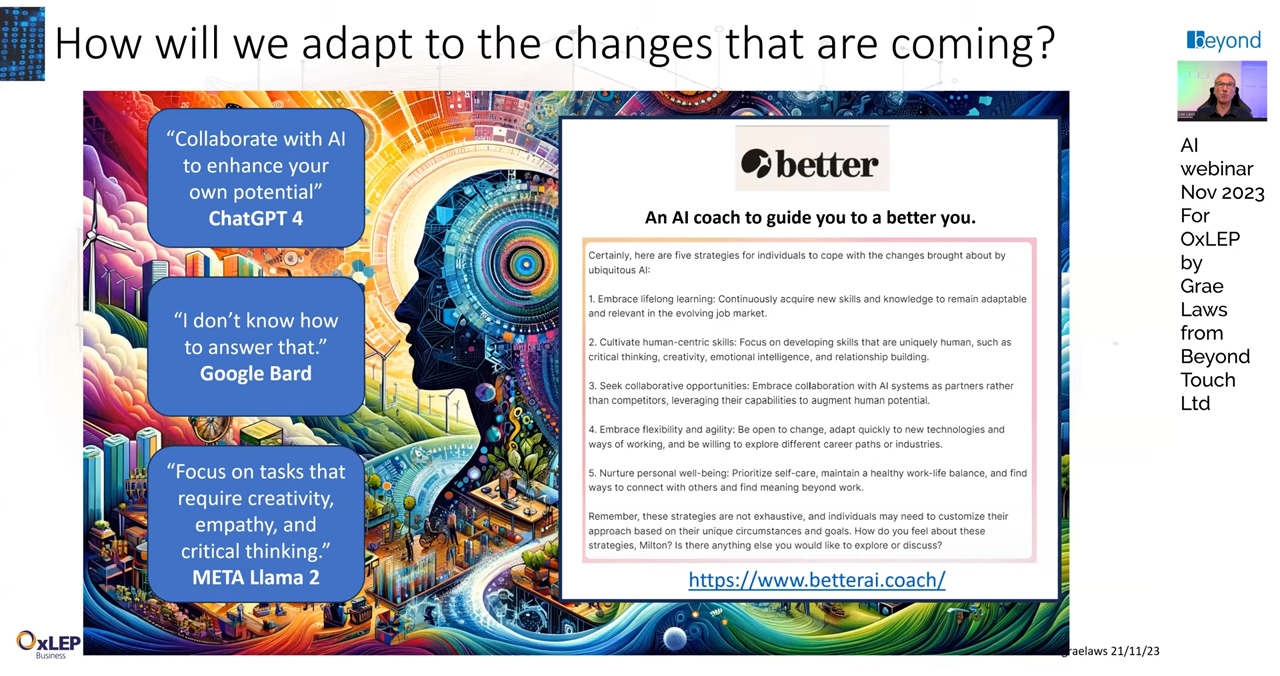 How will we adapt to the changes that are coming?
“Collaborate with AI
to enhance your
own potential”
ChatGPT 4
“I don’t know how
to answer that.”
Google Bard
“Focus on tasks that
require creativity,
empathy, and
critical thinking.”
META Llama 2
better
An AI coach to guide you to a better you.
Certainly, here are five strategies for individuals to cope with the changes brought about by
ubiquitous AI:
1. Embrace lifelong learning: Continuously acquire new skills and knowledge to remain adaptable
and relevant in the evolving job market.
2. Cultivate human-centric skills: Focus on developing skills that are uniquely human, such as
critical thinking, creativity, emotional intelligence, and relationship building.
3. Seek collaborative opportunities: Embrace collaboration with AI systems as partners rather
than competitors, leveraging their capabilities to augment human potential.
4. Embrace flexibility and agility: Be open to change, adapt quickly to new technologies and
ways of working, and be willing to explore different career paths or industries.
5. Nurture personal well-being: Prioritize self-care, maintain a healthy work-life balance, and find
ways to connect with others and find meaning beyond work.
Remember, these strategies are not exhaustive, and individuals may need to customize their
approach based on their unique circumstances and goals. How do you feel about these
strategies, Milton? Is there anything else you would like to explore or discuss?
https://www.betterai.coach/
beyond
AI
webinar
Nov 2023
For
OxLEP
by
Grae
Laws
from
Beyond
Touch
Ltd
OxLEP
Business
graelaws 21/11/23